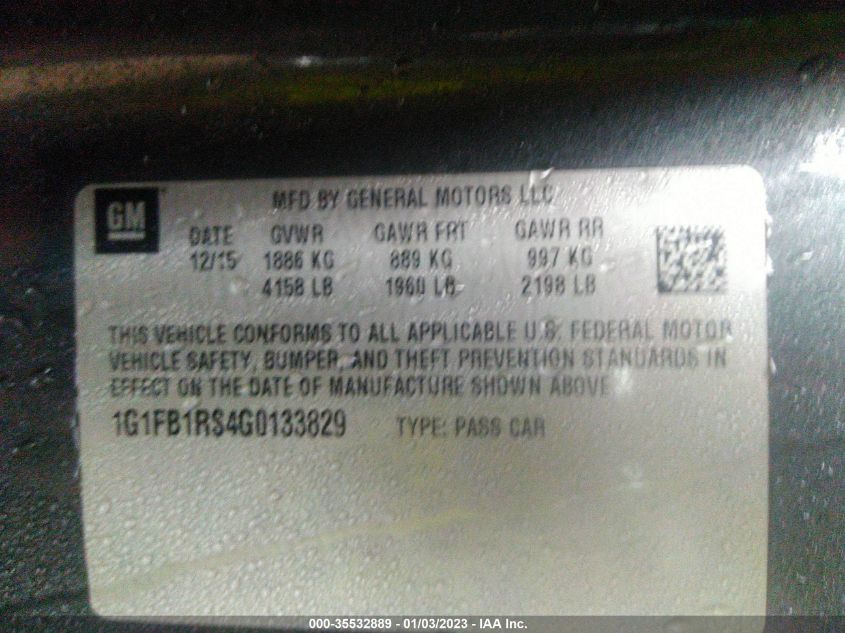 GM
MFD BY GENERAL MOTORS LLC
DATE GVWR GAWR FRT GAWR RR
12/15 1886 KG 889 KG 997 KG
4158 LB 1960 LB 2198 LB
THIS VEHICLE CONFORMS TO ALL APPLICABLE U.S. FEDERAL MOTOR
VEHICLE SAFETY, BUMPER, AND THEFT PREVENTION STANDARDS IN
EFFECT ON THE DATE OF MANUFACTURE SHOWN ABOVE
1G1FB1RS4G0133829 TYPE: PASS CAR
000-35532889 - 01/03/2023 - IAA Inc.